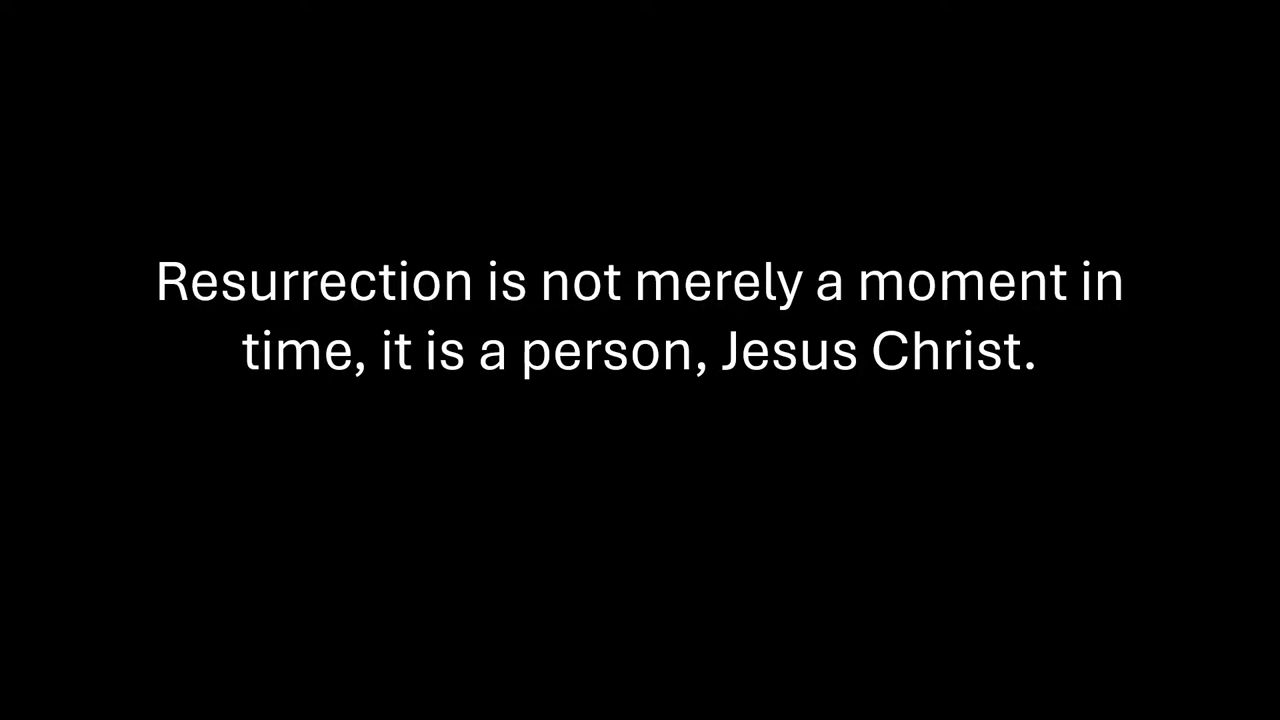 Resurrection is not merely a moment in
time, it is a person, Jesus Christ.